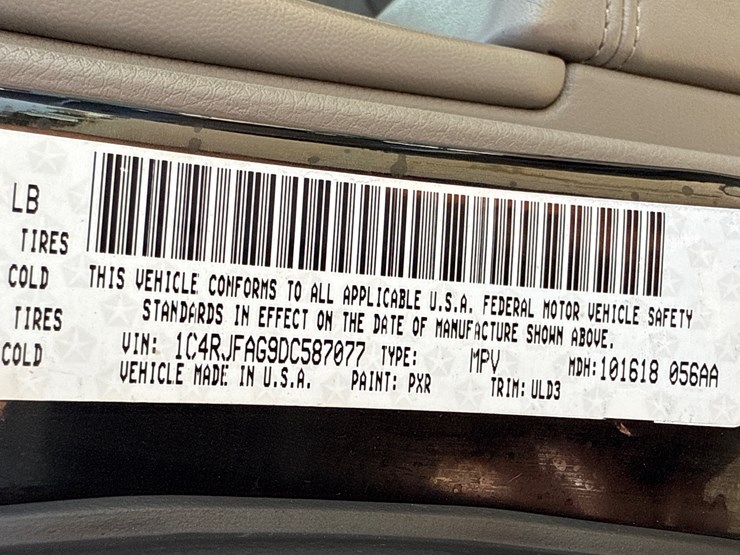 LB
TIRES
COLD
TIRES
COLD
THIS VEHICLE CONFORMS TO ALL APPLICABLE U.S.A. FEDERAL MOTOR VEHICLE SAFETY
STANDARDS IN EFFECT ON THE DATE OF MANUFACTURE SHOWN ABOVE.
VIN: 1C4RJFAG9DC587077 TYPE: MPV MDH:101618 056AA
VEHICLE MADE IN U.S.A. PAINT: PXR TRIM: ULD3